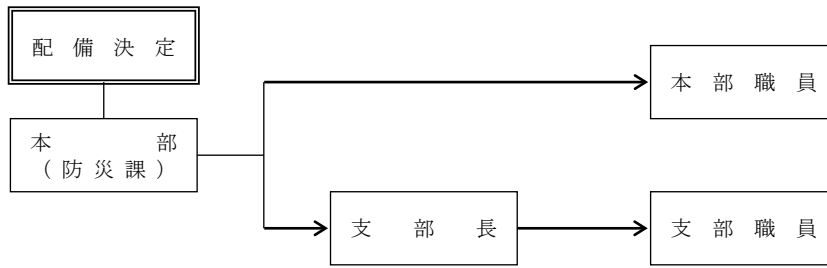 配備決定
本部職員
本部
（防災課）
支部長
支部職員